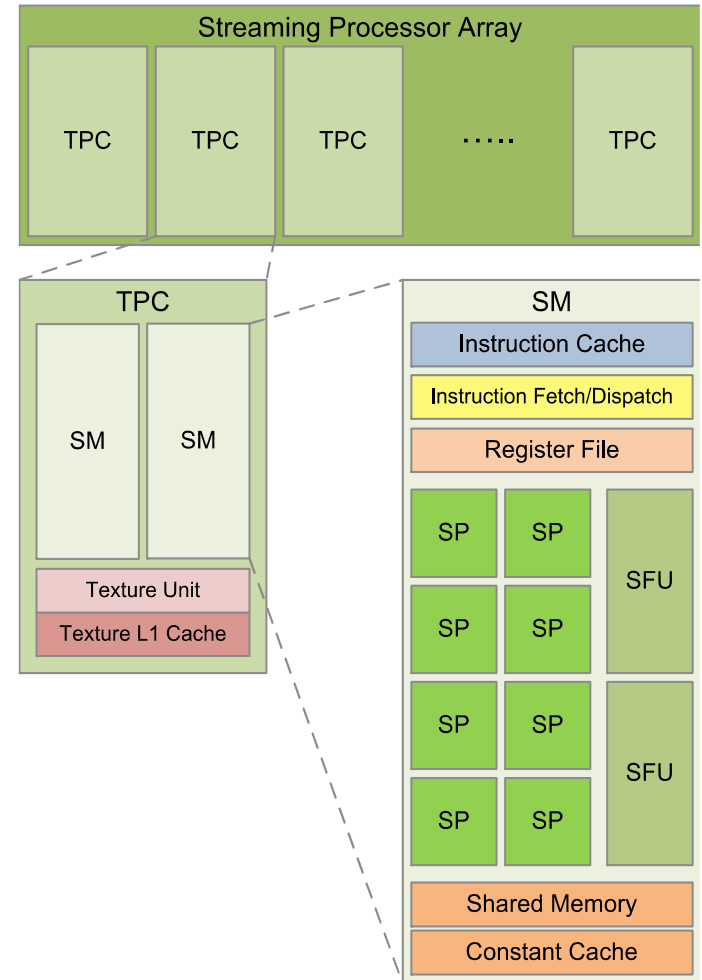 Streaming Processor Array
TPC TPC TPC ..... TPC
TPC
SM SM
Texture Unit
Texture L1 Cache
SM
Instruction Cache
Instruction Fetch/Dispatch
Register File
SP SP
SFU
SP SP
SP SP
SFU
SP SP
Shared Memory
Constant Cache